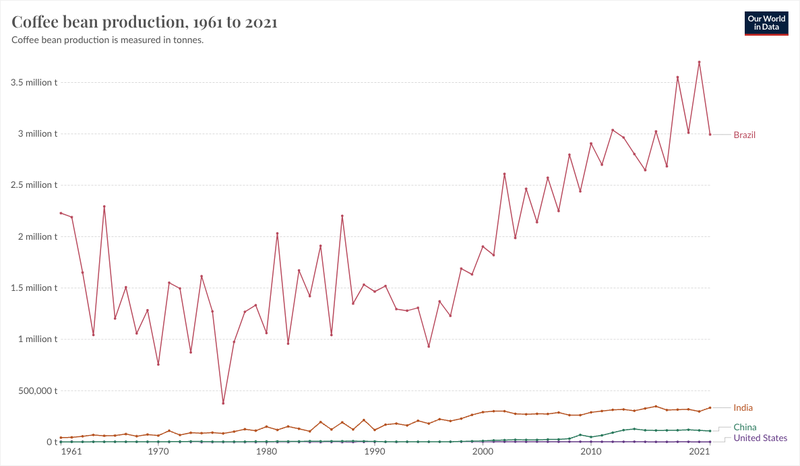 Coffee bean production, 1961 to 2021
Coffee bean production is measured in tonnes.
Our World
in Data
3.5 million t
3 million t
2.5 million t
2 million t
1.5 million t
1 million t
500,000 t
0 t
Brazil
India
China
United States
1961 1970 1980 1990 2000 2010 2021